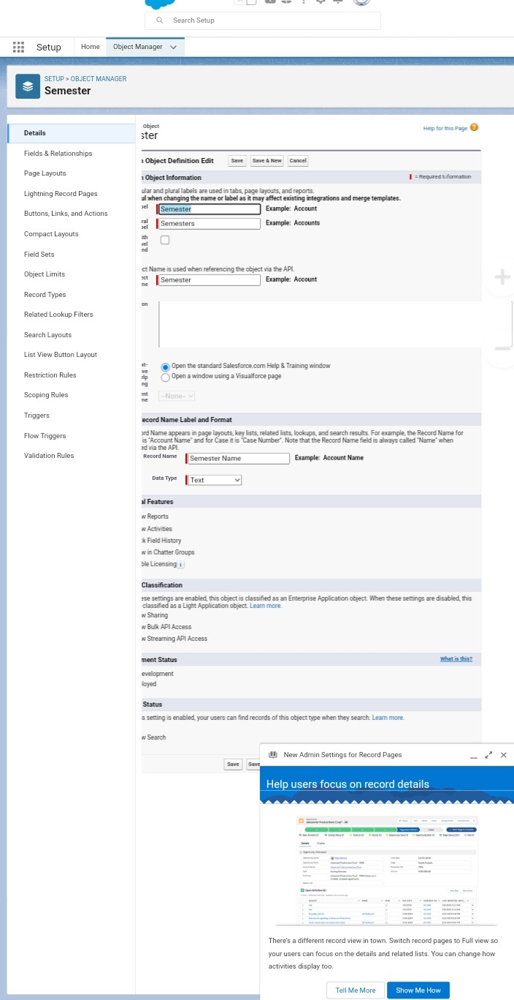 Search Setup
Setup
Home
Object Manager
SETUP > OBJECT MANAGER
Semester
Details
Fields & Relationships
Page Layouts
Lightning Record Pages
Buttons, Links, and Actions
Compact Layouts
Field Sets
Object Limits
Record Types
Related Lookup Filters
Search Layouts
List View Button Layout
Restriction Rules
Scoping Rules
Triggers
Flow Triggers
Validation Rules
Object
ster
Help for this Page
Object Definition Edit
Save
Save & New
Cancel
Object Information
= Required Information
ular and plural labels are used in tabs, page layouts, and reports.
ul when changing the name or label as it may affect existing integrations and merge templates.
Semester
Example: Account
Semesters
Example: Accounts
ct Name is used when referencing the object via the API.
Semester
Example: Account
Open the standard Salesforce.com Help & Training window
Open a window using a Visualforce page
--None--
ecord Name Label and Format
ord Name appears in page layouts, key lists, related lists, lookups, and search results. For example, the Record Name for
is "Account Name" and for Case it is "Case Number". Note that the Record Name field is always called "Name" when
ed via the API.
Record Name
Semester Name
Example: Account Name
Data Type
Text
al Features
w Reports
w Activities
k Field History
w in Chatter Groups
ble Licensing
Classification
ese settings are enabled, this object is classified as an Enterprise Application object. When these settings are disabled, this
classified as a Light Application object. Learn more.
w Sharing
w Bulk API Access
w Streaming API Access
ment Status
What is this?
evelopment
loyed
Status
s setting is enabled, your users can find records of this object type when they search. Learn more.
w Search
Save
Save
New Admin Settings for Record Pages
Help users focus on record details
Details
There's a different record view in town. Switch record pages to Full view so
your users can focus on the details and related lists. You can change how
activities display too.
Tell Me More
Show Me How